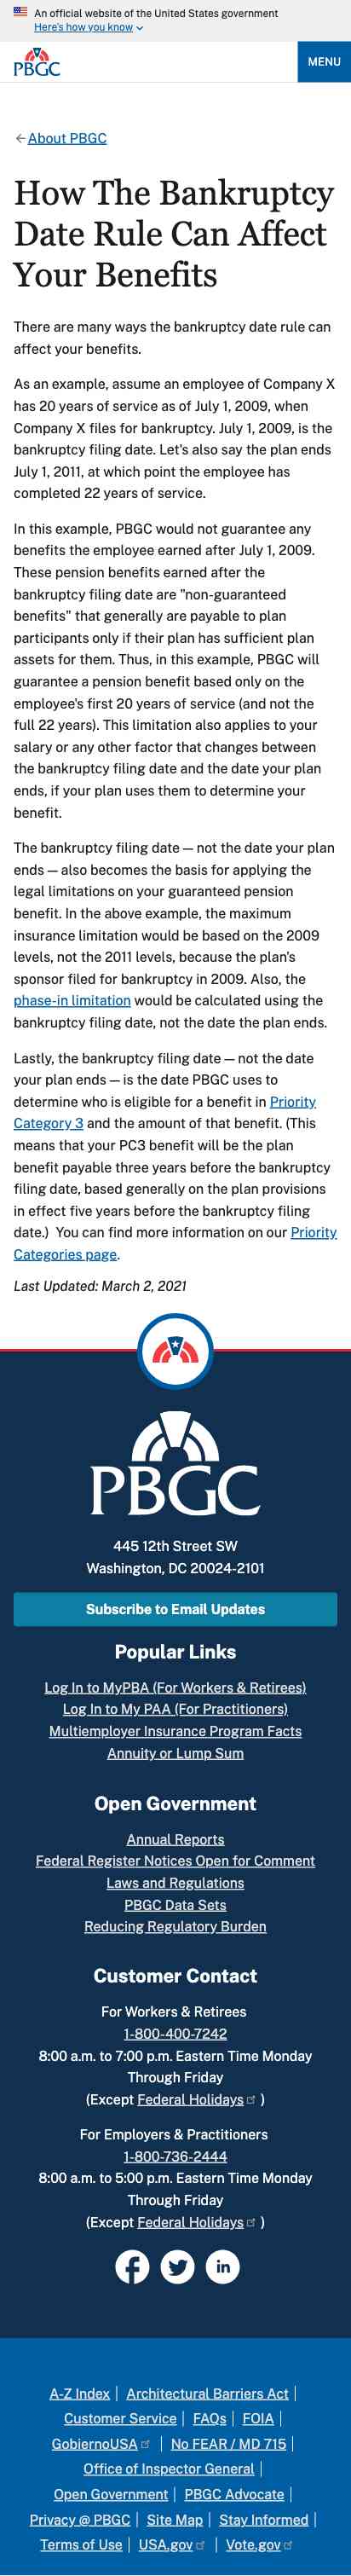 An official website of the United States government
Here's how you know
PBGC
MENU
About PBGC
How The Bankruptcy
Date Rule Can Affect
Your Benefits
There are many ways the bankruptcy date rule can
affect your benefits.
As an example, assume an employee of Company X
has 20 years of service as of July 1, 2009, when
Company X files for bankruptcy. July 1, 2009, is the
bankruptcy filing date. Let's also say the plan ends
July 1, 2011, at which point the employee has
completed 22 years of service.
In this example, PBGC would not guarantee any
benefits the employee earned after July 1, 2009.
These pension benefits earned after the
bankruptcy filing date are "non-guaranteed
benefits" that generally are payable to plan
participants only if their plan has sufficient plan
assets for them. Thus, in this example, PBGC will
guarantee a pension benefit based only on the
employee's first 20 years of service (and not the
full 22 years). This limitation also applies to your
salary or any other factor that changes between
the bankruptcy filing date and the date your plan
ends, if your plan uses them to determine your
benefit.
The bankruptcy filing date — not the date your plan
ends — also becomes the basis for applying the
legal limitations on your guaranteed pension
benefit. In the above example, the maximum
insurance limitation would be based on the 2009
levels, not the 2011 levels, because the plan's
sponsor filed for bankruptcy in 2009. Also, the
phase-in limitation would be calculated using the
bankruptcy filing date, not the date the plan ends.
Lastly, the bankruptcy filing date — not the date
your plan ends — is the date PBGC uses to
determine who is eligible for a benefit in Priority
Category 3 and the amount of that benefit. (This
means that your PC3 benefit will be the plan
benefit payable three years before the bankruptcy
filing date, based generally on the plan provisions
in effect five years before the bankruptcy filing
date.) You can find more information on our Priority
Categories page.
Last Updated: March 2, 2021
PBGC
445 12th Street SW
Washington, DC 20024-2101
Subscribe to Email Updates
Popular Links
Log In to MyPBA (For Workers & Retirees)
Log In to My PAA (For Practitioners)
Multiemployer Insurance Program Facts
Annuity or Lump Sum
Open Government
Annual Reports
Federal Register Notices Open for Comment
Laws and Regulations
PBGC Data Sets
Reducing Regulatory Burden
Customer Contact
For Workers & Retirees
1-800-400-7242
8:00 a.m. to 7:00 p.m. Eastern Time Monday
Through Friday
(Except Federal Holidays )
For Employers & Practitioners
1-800-736-2444
8:00 a.m. to 5:00 p.m. Eastern Time Monday
Through Friday
(Except Federal Holidays )
in
A-Z Index | Architectural Barriers Act |
Customer Service | FAQs | FOIA |
GobiernoUSA | No FEAR / MD 715 |
Office of Inspector General |
Open Government | PBGC Advocate |
Privacy @ PBGC | Site Map | Stay Informed |
Terms of Use | USA.gov | Vote.gov